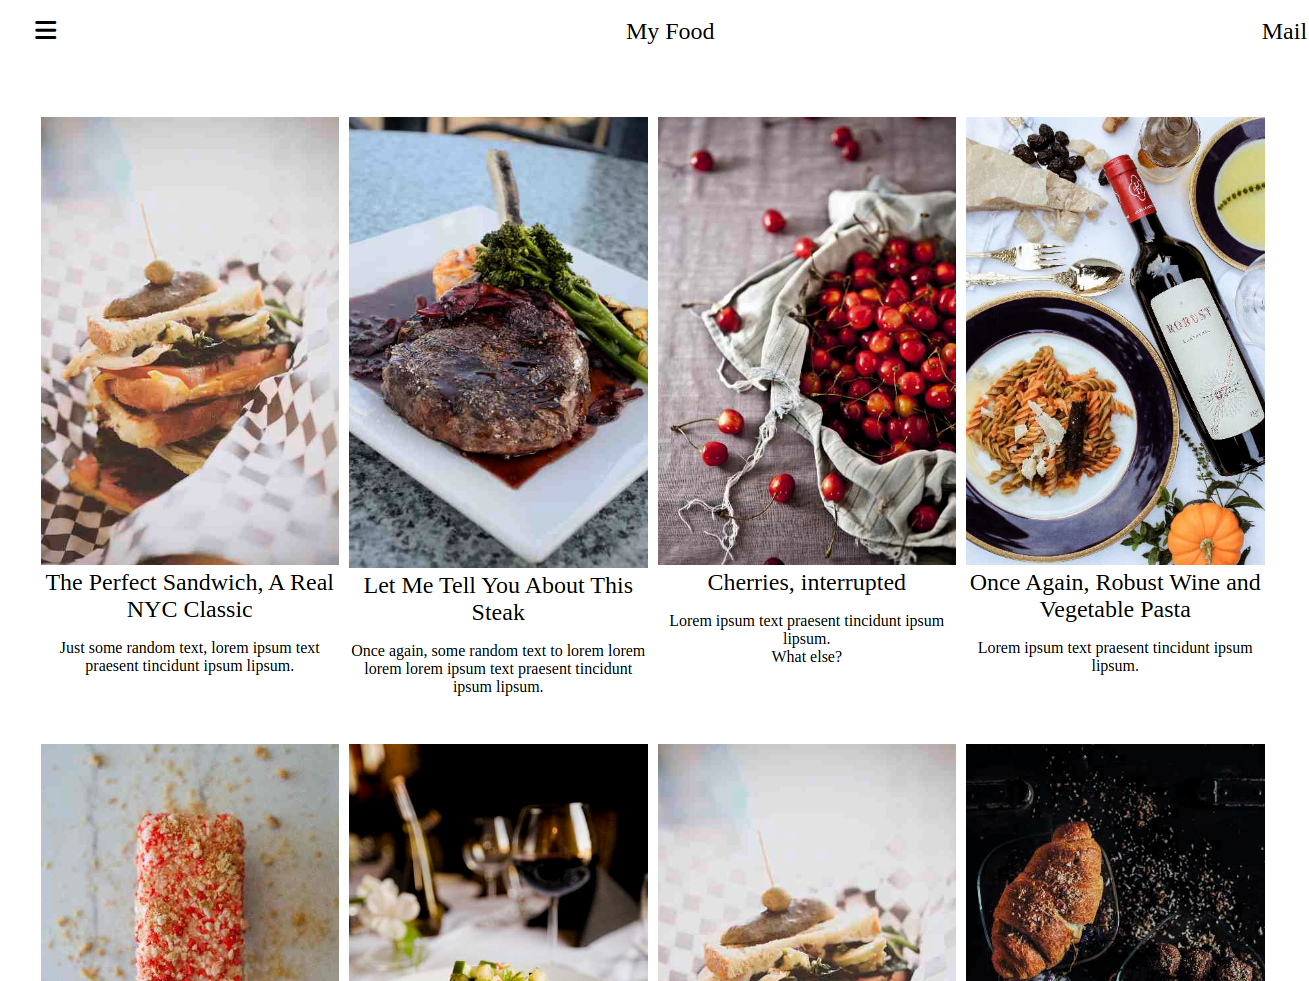 My Food
Mail
The Perfect Sandwich, A Real
NYC Classic
Just some random text, lorem ipsum text
praesent tincidunt ipsum lipsum.
Let Me Tell You About This
Steak
Once again, some random text to lorem lorem
lorem lorem ipsum text praesent tincidunt
ipsum lipsum.
Cherries, interrupted
Lorem ipsum text praesent tincidunt ipsum
lipsum.
What else?
ROBUST
Once Again, Robust Wine and
Vegetable Pasta
Lorem ipsum text praesent tincidunt ipsum
lipsum.